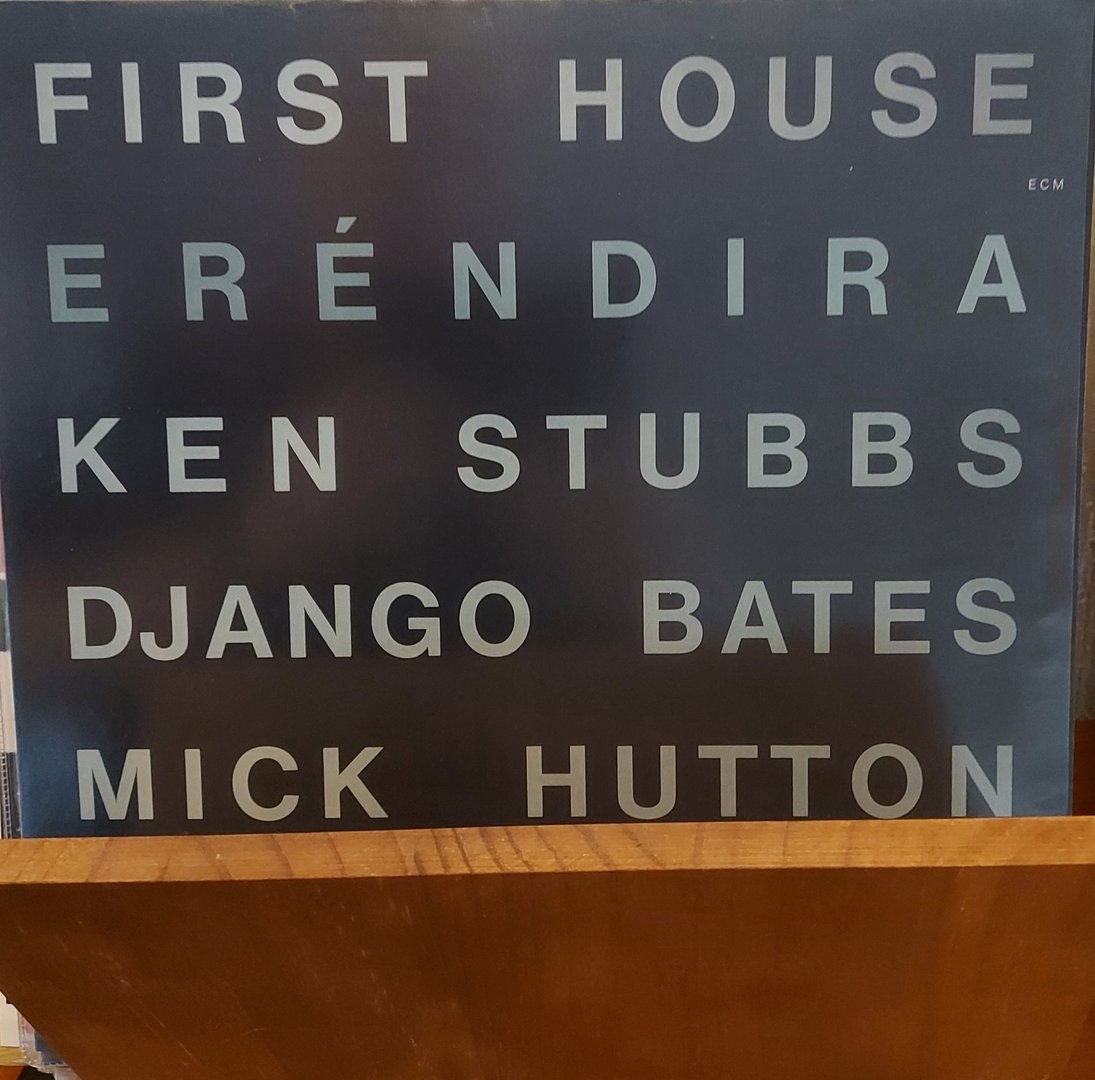 FIRST HOUSE
ECM
ERÉNDIRA
KEN STUBBS
DJANGO BATES
MICK HUTTON